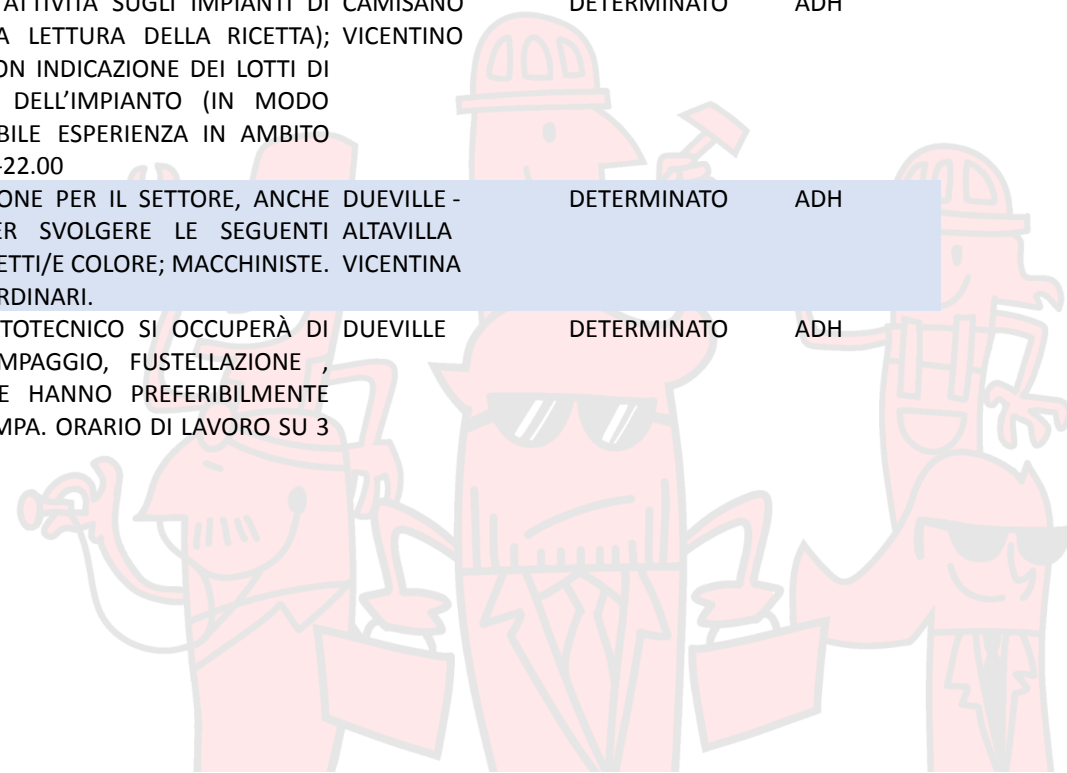 ATTIVITÀ SUGLI IMPIANTI DI CAMISANO DETERMINATO ADH
A LETTURA DELLA RICETTA); VICENTINO
ON INDICAZIONE DEI LOTTI DI
DELL'IMPIANTO (IN MODO
BILE ESPERIENZA IN AMBITO
-22.00
ONE PER IL SETTORE, ANCHE DUEVILLE - DETERMINATO ADH
ER SVOLGERE LE SEGUENTI ALTAVILLA
ETTI/E COLORE; MACCHINISTE. VICENTINA
RDINARI.
TOTECNICO SI OCCUPERÀ DI DUEVILLE DETERMINATO ADH
MPAGGIO, FUSTELLAZIONE ,
E HANNO PREFERIBILMENTE
MPA. ORARIO DI LAVORO SU 3